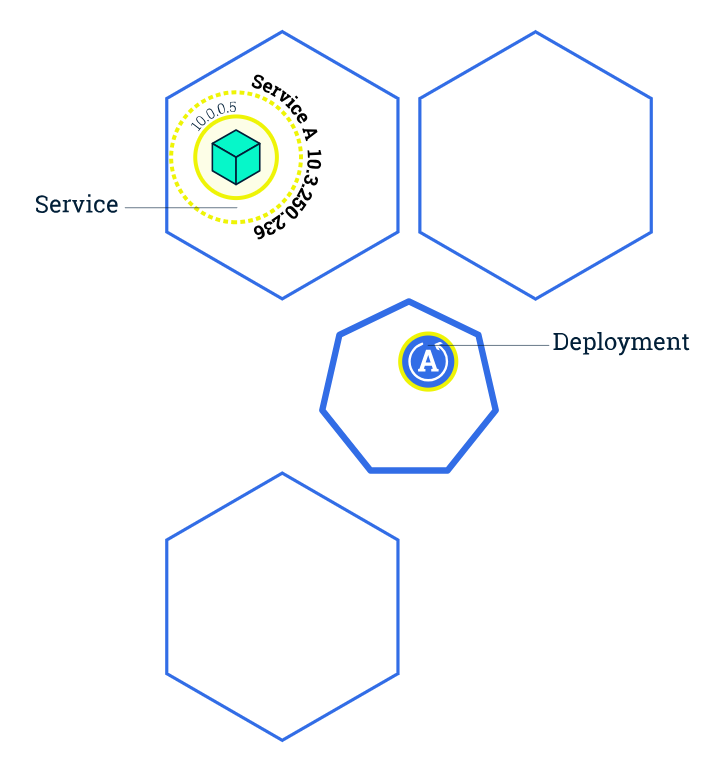 Service A 10.3.250.236
10.0.0.5
Service
Deployment
A